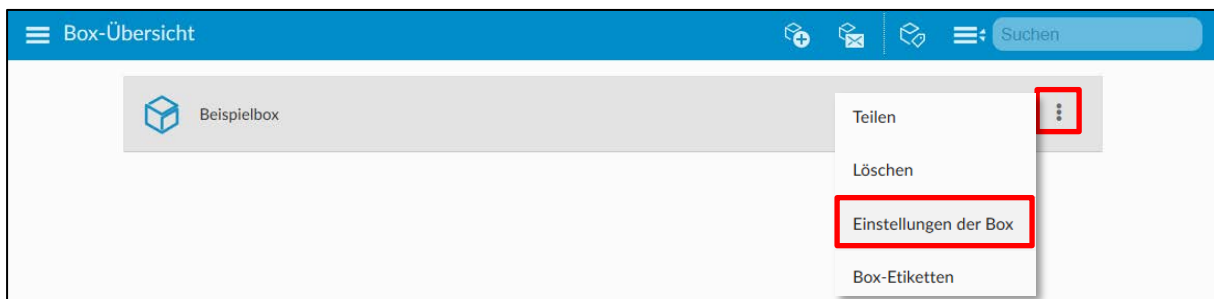 Box-Übersicht
Suchen
Beispielbox
Teilen
Löschen
Einstellungen der Box
Box-Etiketten